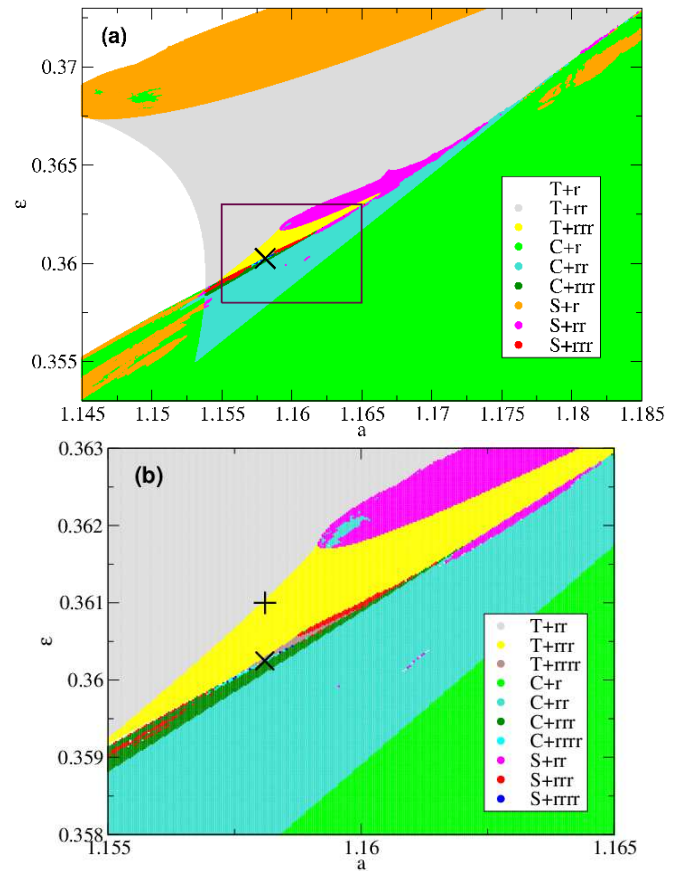 (a)
0.37
0.365
ε
0.36
0.355
T+r
T+rr
T+rrr
C+r
C+rr
C+rrr
S+r
S+rr
S+rrr
1.145 1.15 1.155 1.16 1.165 1.17 1.175 1.18 1.185
a
0.363
(b)
0.362
0.361
ε
0.36
0.359
0.358
T+rr
T+rrr
T+rrrr
C+r
C+rr
C+rrr
C+rrrr
S+rr
S+rrr
S+rrrr
1.155 1.16 1.165
a